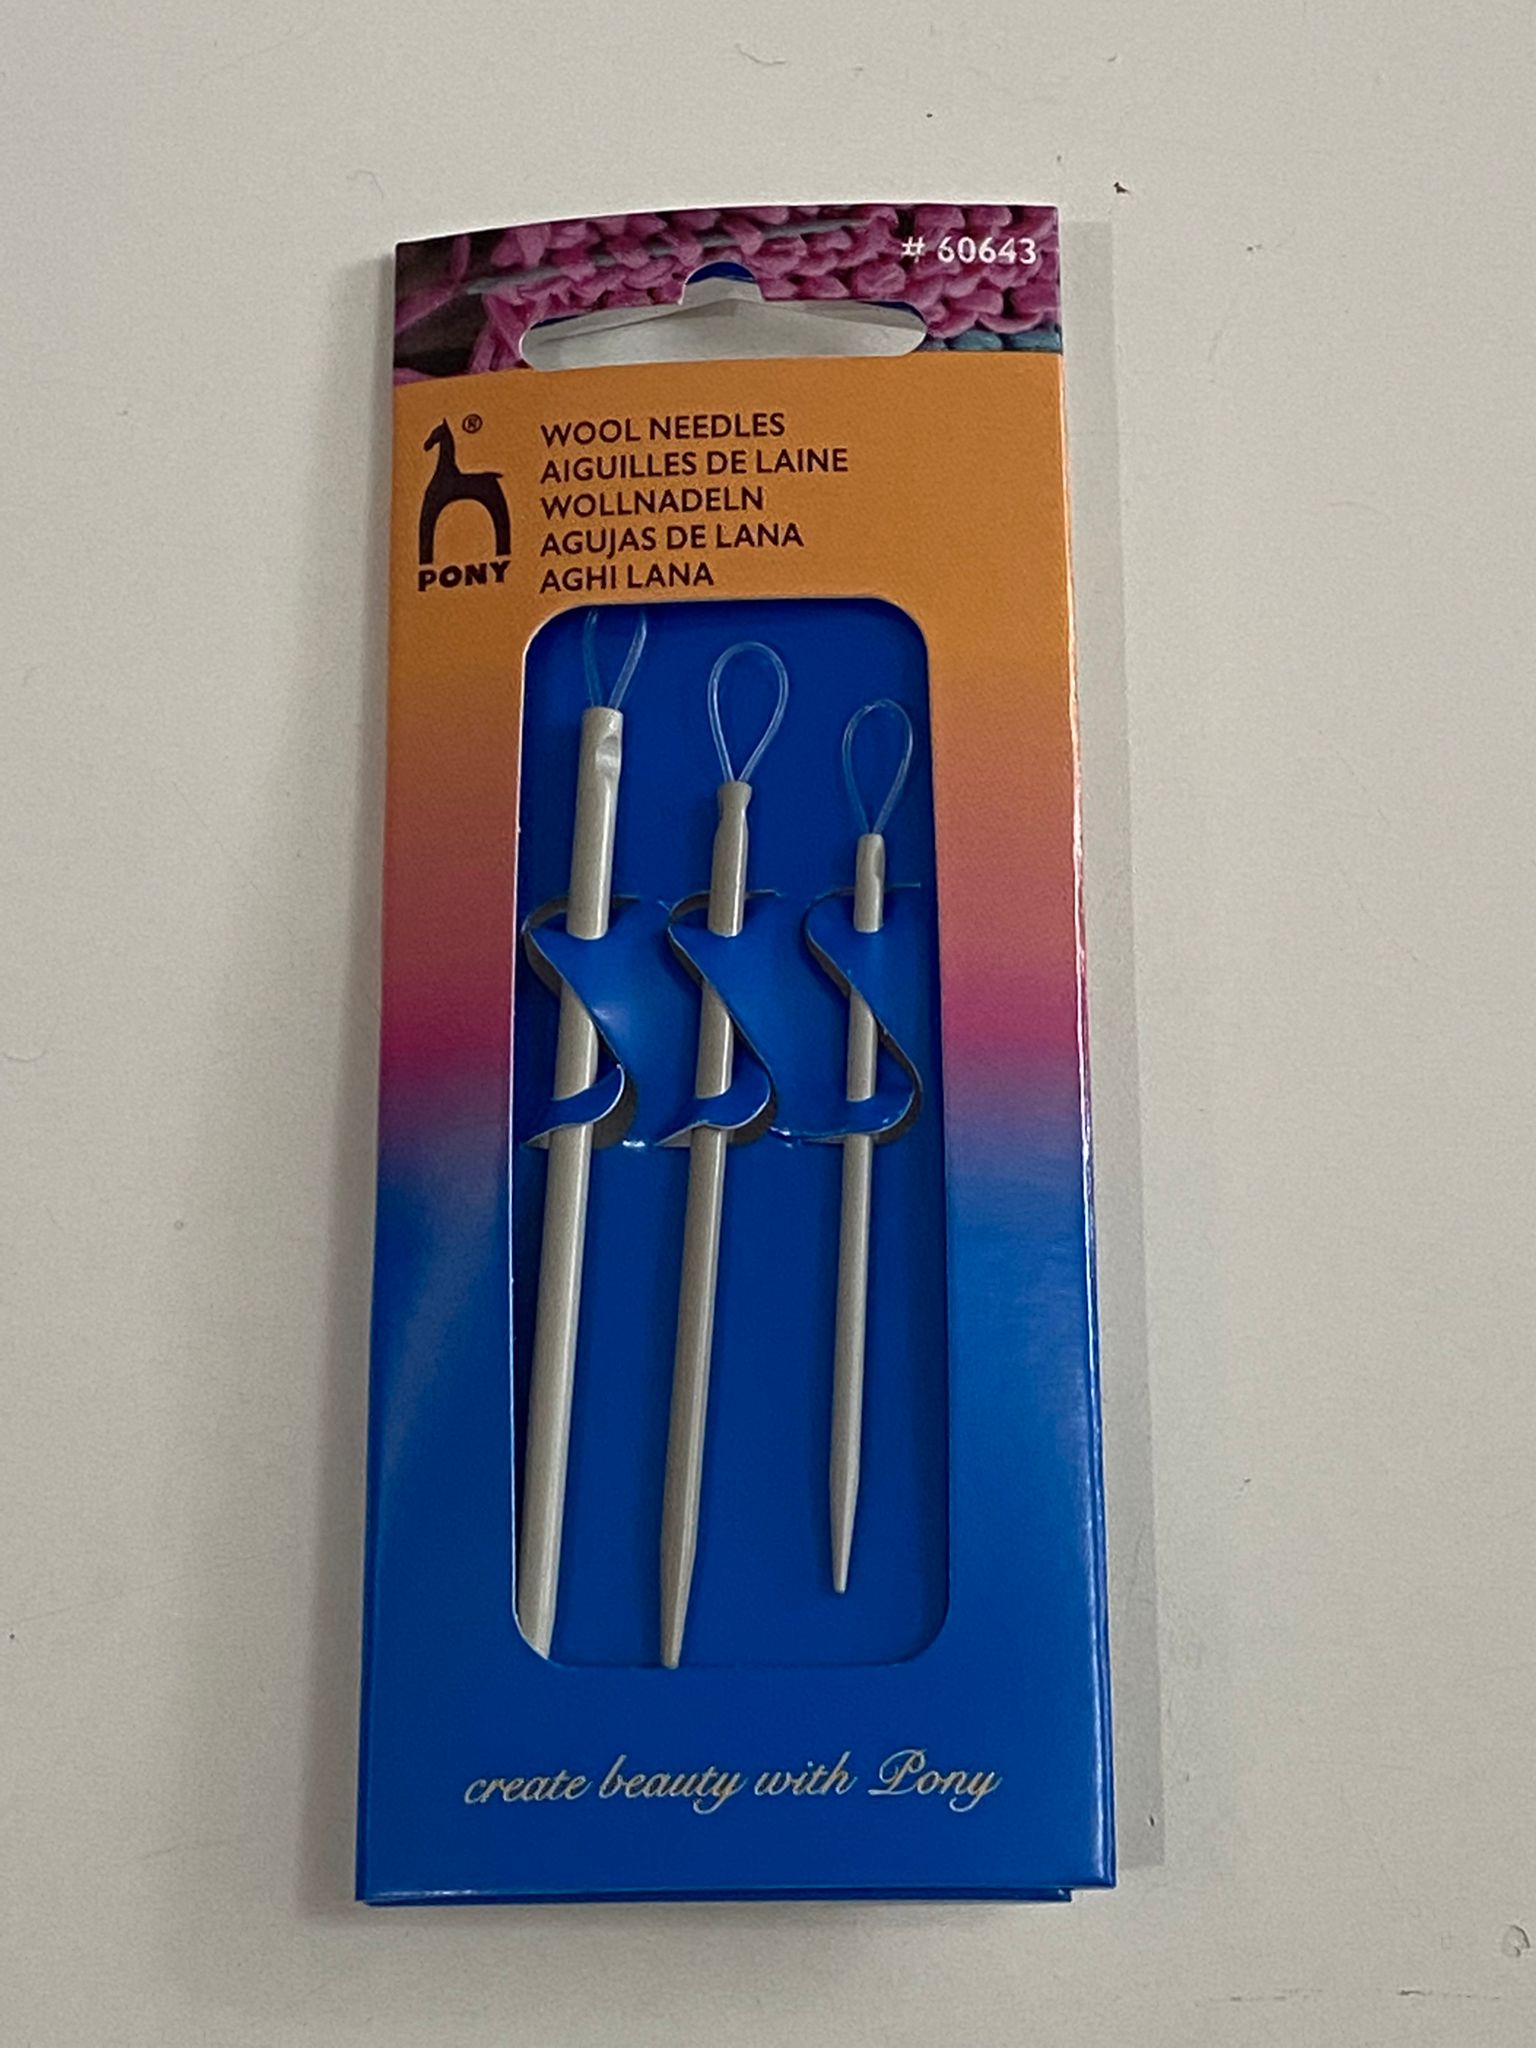 # 60643
®
PONY
WOOL NEEDLES
AIGUILLES DE LAINE
WOLLNADELN
AGUJAS DE LANA
AGHI LANA
create beauty with Pony